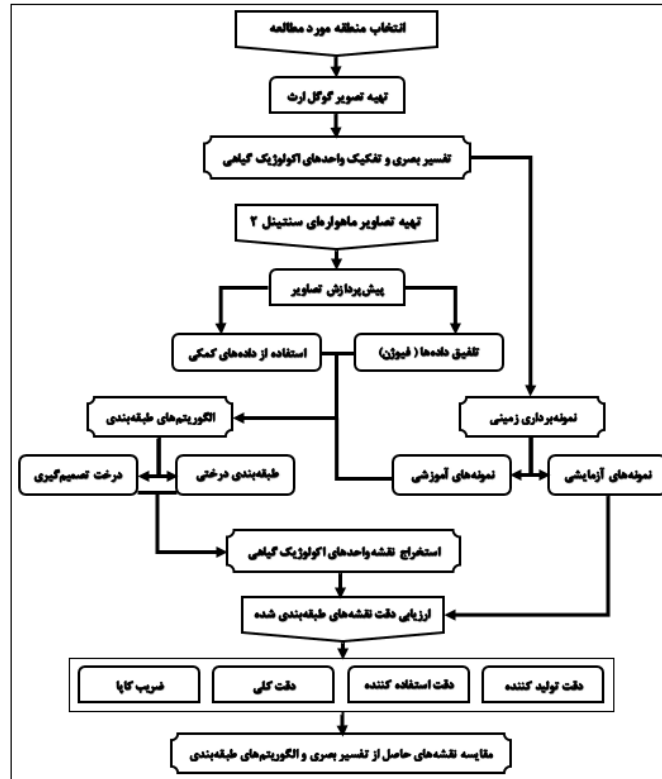 انتخاب منطقه مورد مطالعه
تهیه تصویر گوگل ارث
تفسیر بصری و تفکیک واحدهای اکولوژیک گیاهی
تهیه تصاویر ماهواره‌ای سنتینل ۲
پیش‌پردازش تصاویر
تلفیق داده‌ها ( فیوژن)
استفاده از داده‌های کمکی
نمونه‌برداری زمینی
الگوریتم‌های طبقه‌بندی
نمونه‌های آزمایشی
نمونه‌های آموزشی
طبقه‌بندی درختی
درخت تصمیم‌گیری
استخراج نقشه واحدهای اکولوژیک گیاهی
ارزیابی دقت نقشه‌های طبقه‌بندی شده
دقت تولید کننده
دقت استفاده کننده
دقت کلی
ضریب کاپا
مقایسه نقشه‌های حاصل از تفسیر بصری و الگوریتم‌های طبقه‌بندی